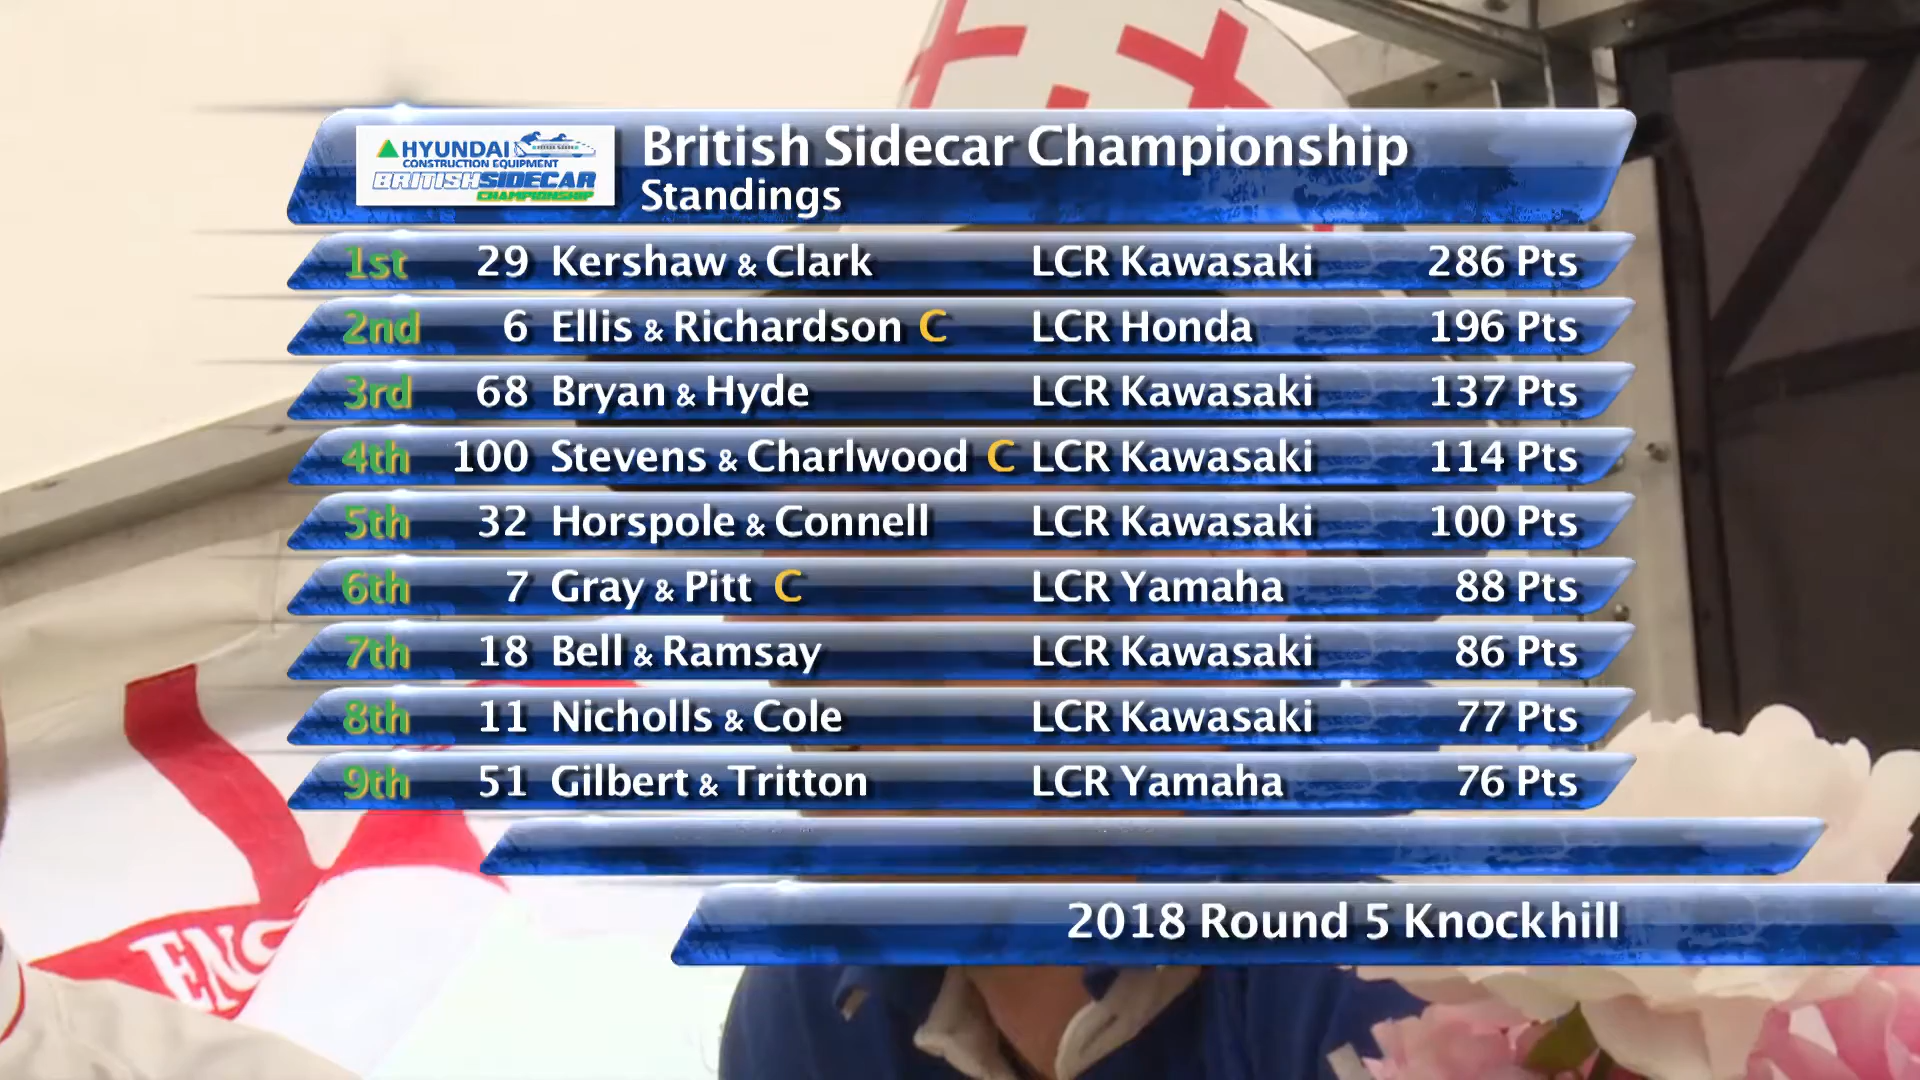 HYUNDAI
CONSTRUCTION EQUIPMENT
BRITISHSIDECAR
CHAMPIONSHIP
British Sidecar Championship
Standings
1st 29 Kershaw & Clark LCR Kawasaki 286 Pts
2nd 6 Ellis & Richardson C LCR Honda 196 Pts
3rd 68 Bryan & Hyde LCR Kawasaki 137 Pts
4th 100 Stevens & Charlwood C LCR Kawasaki 114 Pts
5th 32 Horspole & Connell LCR Kawasaki 100 Pts
6th 7 Gray & Pitt C LCR Yamaha 88 Pts
7th 18 Bell & Ramsay LCR Kawasaki 86 Pts
8th 11 Nicholls & Cole LCR Kawasaki 77 Pts
9th 51 Gilbert & Tritton LCR Yamaha 76 Pts
2018 Round 5 Knockhill